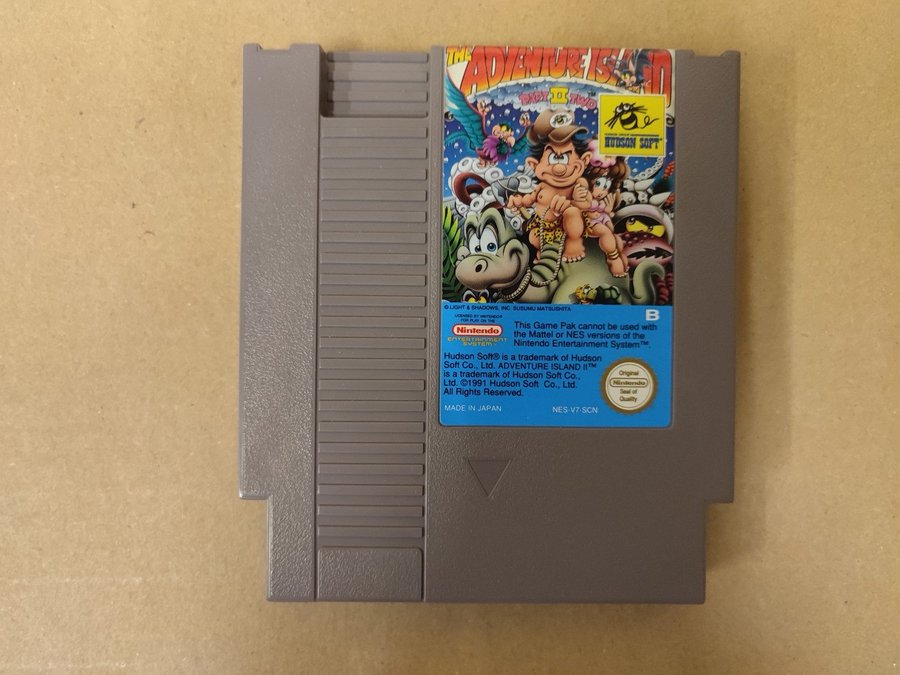 THE ADVENTURE ISLAND
PART II TWO™
HUDSON SOFT®
© LIGHT & SHADOWS, INC. SUSUMU MATSUSHITA
B
LICENSED BY NINTENDO®
FOR PLAY ON THE
Nintendo®
ENTERTAINMENT
SYSTEM™
This Game Pak cannot be used with
the Mattel or NES versions of the
Nintendo Entertainment System™.
Hudson Soft® is a trademark of Hudson
Soft Co., Ltd. ADVENTURE ISLAND II™
is a trademark of Hudson Soft Co.,
Ltd. ©1991 Hudson Soft Co., Ltd.
All Rights Reserved.
Original
Nintendo
Seal of
Quality
MADE IN JAPAN
NES-V7-SCN